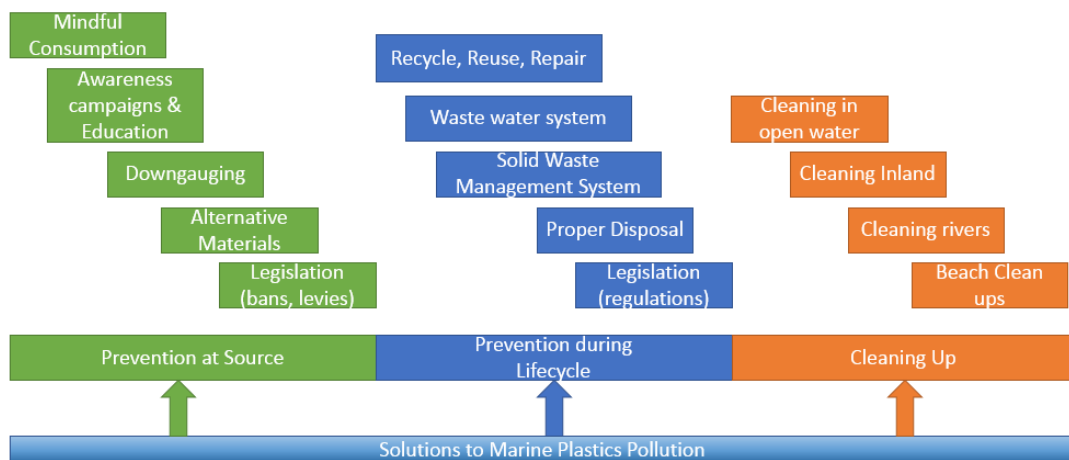 Mindful
Consumption
Awareness
campaigns &
Education
Downgauging
Alternative
Materials
Legislation
(bans, levies)
Recycle, Reuse, Repair
Waste water system
Solid Waste
Management System
Proper Disposal
Legislation
(regulations)
Cleaning in
open water
Cleaning Inland
Cleaning rivers
Beach Clean
ups
Prevention at Source
Prevention during
Lifecycle
Cleaning Up
Solutions to Marine Plastics Pollution